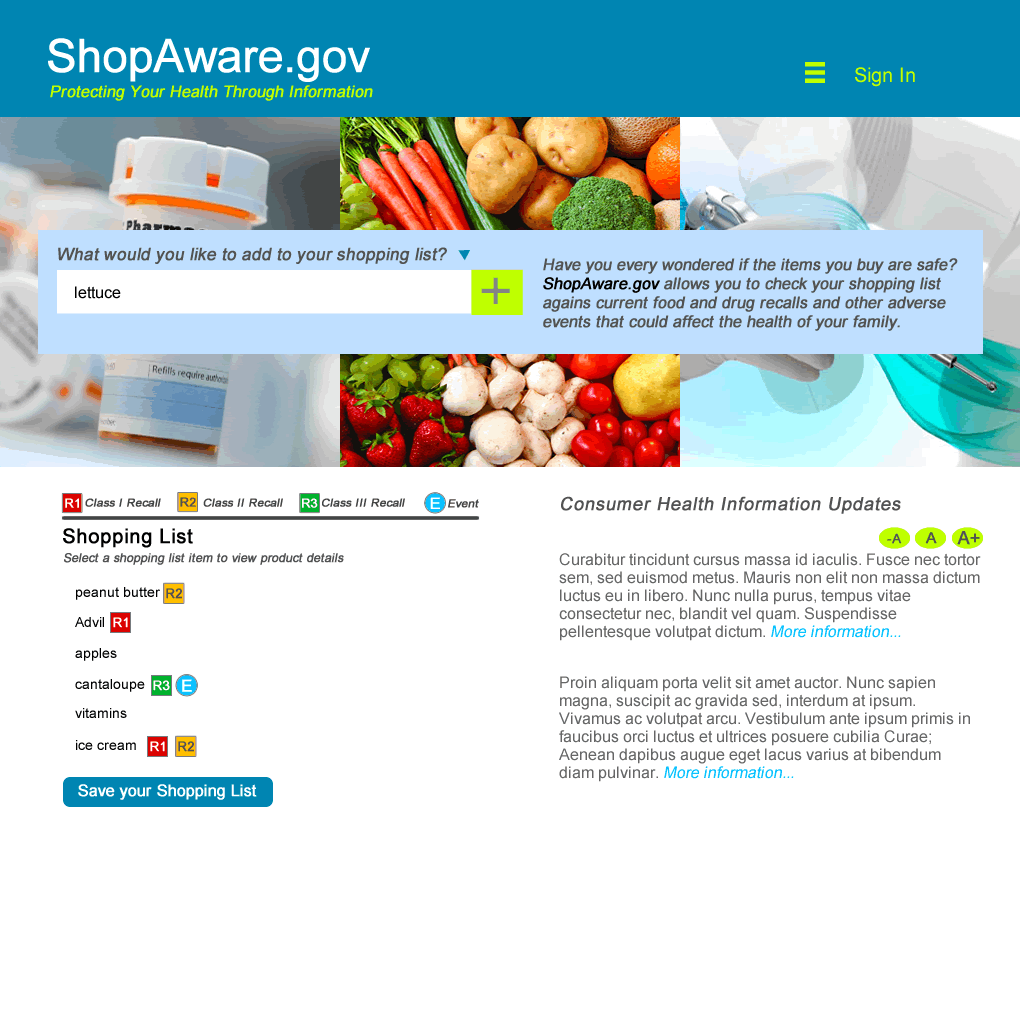 ShopAware.gov
Protecting Your Health Through Information
Sign In
Pharmac
What would you like to add to your shopping list?
lettuce
Have you every wondered if the items you buy are safe?
ShopAware.gov allows you to check your shopping list
agains current food and drug recalls and other adverse
events that could affect the health of your family.
Refills require author
R1 Class I Recall R2 Class II Recall R3 Class III Recall E Event
Shopping List
Select a shopping list item to view product details
peanut butter R2
Advil R1
apples
cantaloupe R3 E
vitamins
ice cream R1 R2
Save your Shopping List
Consumer Health Information Updates
-A A A+
Curabitur tincidunt cursus massa id iaculis. Fusce nec tortor
sem, sed euismod metus. Mauris non elit non massa dictum
luctus eu in libero. Nunc nulla purus, tempus vitae
consectetur nec, blandit vel quam. Suspendisse
pellentesque volutpat dictum. More information...
Proin aliquam porta velit sit amet auctor. Nunc sapien
magna, suscipit ac gravida sed, interdum at ipsum.
Vivamus ac volutpat arcu. Vestibulum ante ipsum primis in
faucibus orci luctus et ultrices posuere cubilia Curae;
Aenean dapibus augue eget lacus varius at bibendum
diam pulvinar. More information...